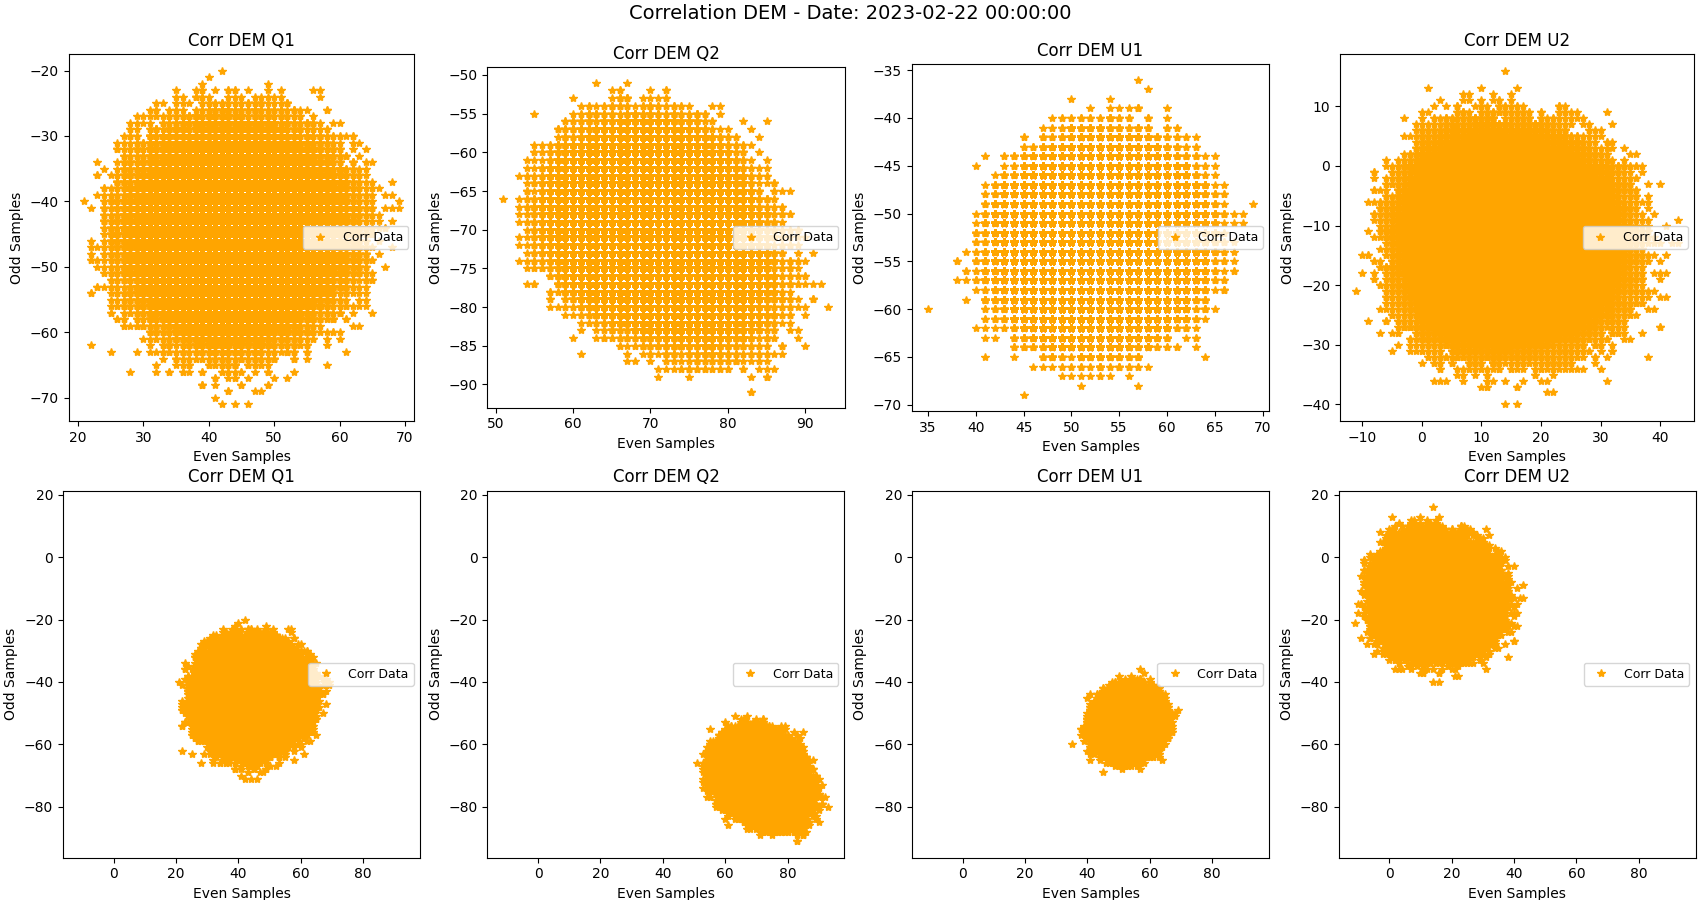 Correlation DEM - Date: 2023-02-22 00:00:00
Corr DEM Q1
Odd Samples
−20
−30
−40
−50
−60
−70
20 30 40 50 60 70
Even Samples
Corr Data
Corr DEM Q2
Odd Samples
−50
−55
−60
−65
−70
−75
−80
−85
−90
50 60 70 80 90
Even Samples
Corr Data
Corr DEM U1
Odd Samples
−35
−40
−45
−50
−55
−60
−65
−70
35 40 45 50 55 60 65 70
Even Samples
Corr Data
Corr DEM U2
Odd Samples
10
0
−10
−20
−30
−40
−10 0 10 20 30 40
Even Samples
Corr Data
Corr DEM Q1
Odd Samples
20
0
−20
−40
−60
−80
0 20 40 60 80
Even Samples
Corr Data
Corr DEM Q2
Odd Samples
20
0
−20
−40
−60
−80
0 20 40 60 80
Even Samples
Corr Data
Corr DEM U1
Odd Samples
20
0
−20
−40
−60
−80
0 20 40 60 80
Even Samples
Corr Data
Corr DEM U2
Odd Samples
20
0
−20
−40
−60
−80
0 20 40 60 80
Even Samples
Corr Data